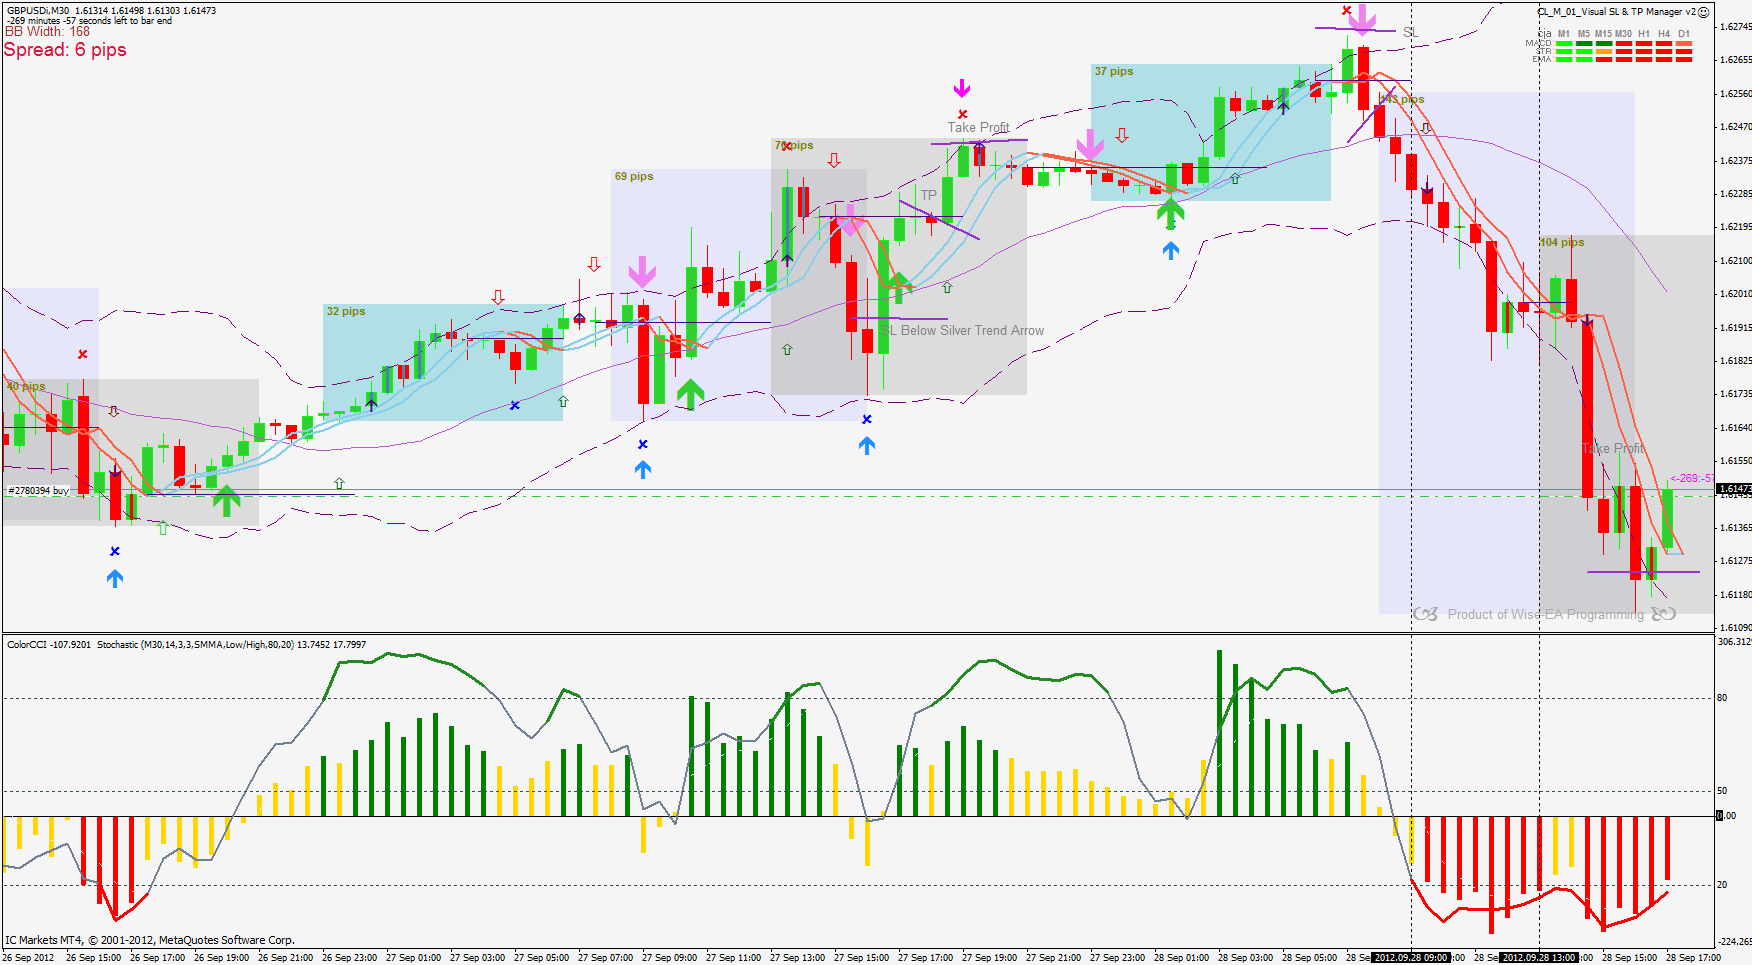 GBPUSDi,M30  1.61314 1.61498 1.61303 1.61473
-269 minutes -57 seconds left to bar end
BB Width: 168
Spread: 6 pips
CL_M_01_Visual SL & TP Manager v2
cja M1 M5 M15 M30 H1 H4 D1
MACD
STR
EMA
SL
37 pips
143 pips
Take Profit
70 pips
69 pips
TP
104 pips
32 pips
SL Below Silver Trend Arrow
40 pips
Take Profit
<-269:-57
#2780394 buy
Product of Wise-EA Programming
1.62745
1.62655
1.62560
1.62470
1.62375
1.62285
1.62195
1.62100
1.62010
1.61915
1.61825
1.61735
1.61640
1.61550
1.61473
1.61455
1.61365
1.61275
1.61180
1.61090
ColorCCI -107.9201  Stochastic (M30,14,3,3,SMMA,Low/High,80,20) 13.7452 17.7997
306.3129
80
50
0.00
20
-224.265
IC Markets MT4, © 2001-2012, MetaQuotes Software Corp.
26 Sep 2012 26 Sep 15:00 26 Sep 17:00 26 Sep 19:00 26 Sep 21:00 26 Sep 23:00 27 Sep 01:00 27 Sep 03:00 27 Sep 05:00 27 Sep 07:00 27 Sep 09:00 27 Sep 11:00 27 Sep 13:00 27 Sep 15:00 27 Sep 17:00 27 Sep 19:00 27 Sep 21:00 27 Sep 23:00 28 Sep 01:00 28 Sep 03:00 28 Sep 05:00 28 Sep 2012.09.28 09:00 :00 28 Sep 2012.09.28 13:00 :00 28 Sep 15:00 28 Sep 17:00